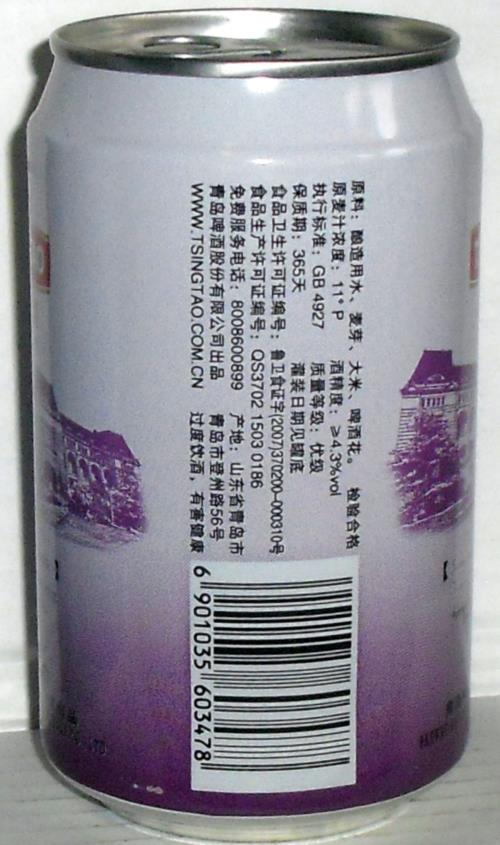 原料：酿造用水、麦芽、大米、啤酒花。 检验合格
原麦汁浓度：11°P 酒精度：≥4.3%vol
执行标准：GB 4927 质量等级：优级
保质期：365天 灌装日期见罐底
食品卫生许可证编号：鲁卫食证字(2007)370200-000310号
食品生产许可证编号：QS3702 1503 0186
免费服务电话：8008600899 产地：山东省青岛市
青岛啤酒股份有限公司出品 青岛市登州路56号
WWW.TSINGTAO.COM.CN 过度饮酒，有害健康
6 901035 603478